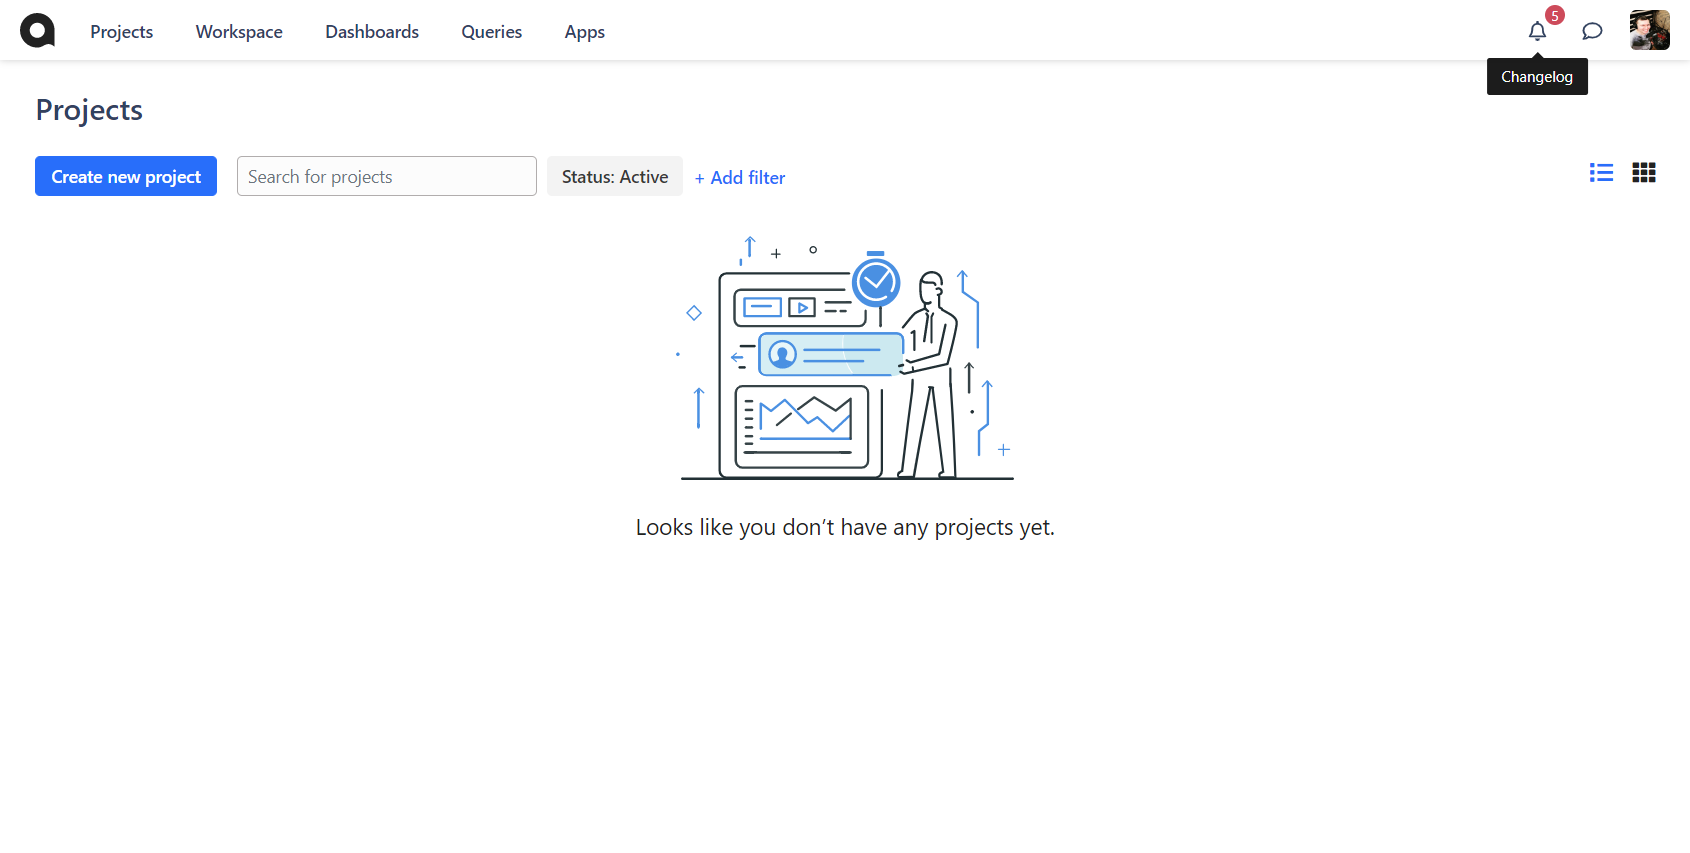 Projects Workspace Dashboards Queries Apps 5
Changelog
Projects
Create new project Search for projects Status: Active + Add filter
Looks like you don’t have any projects yet.